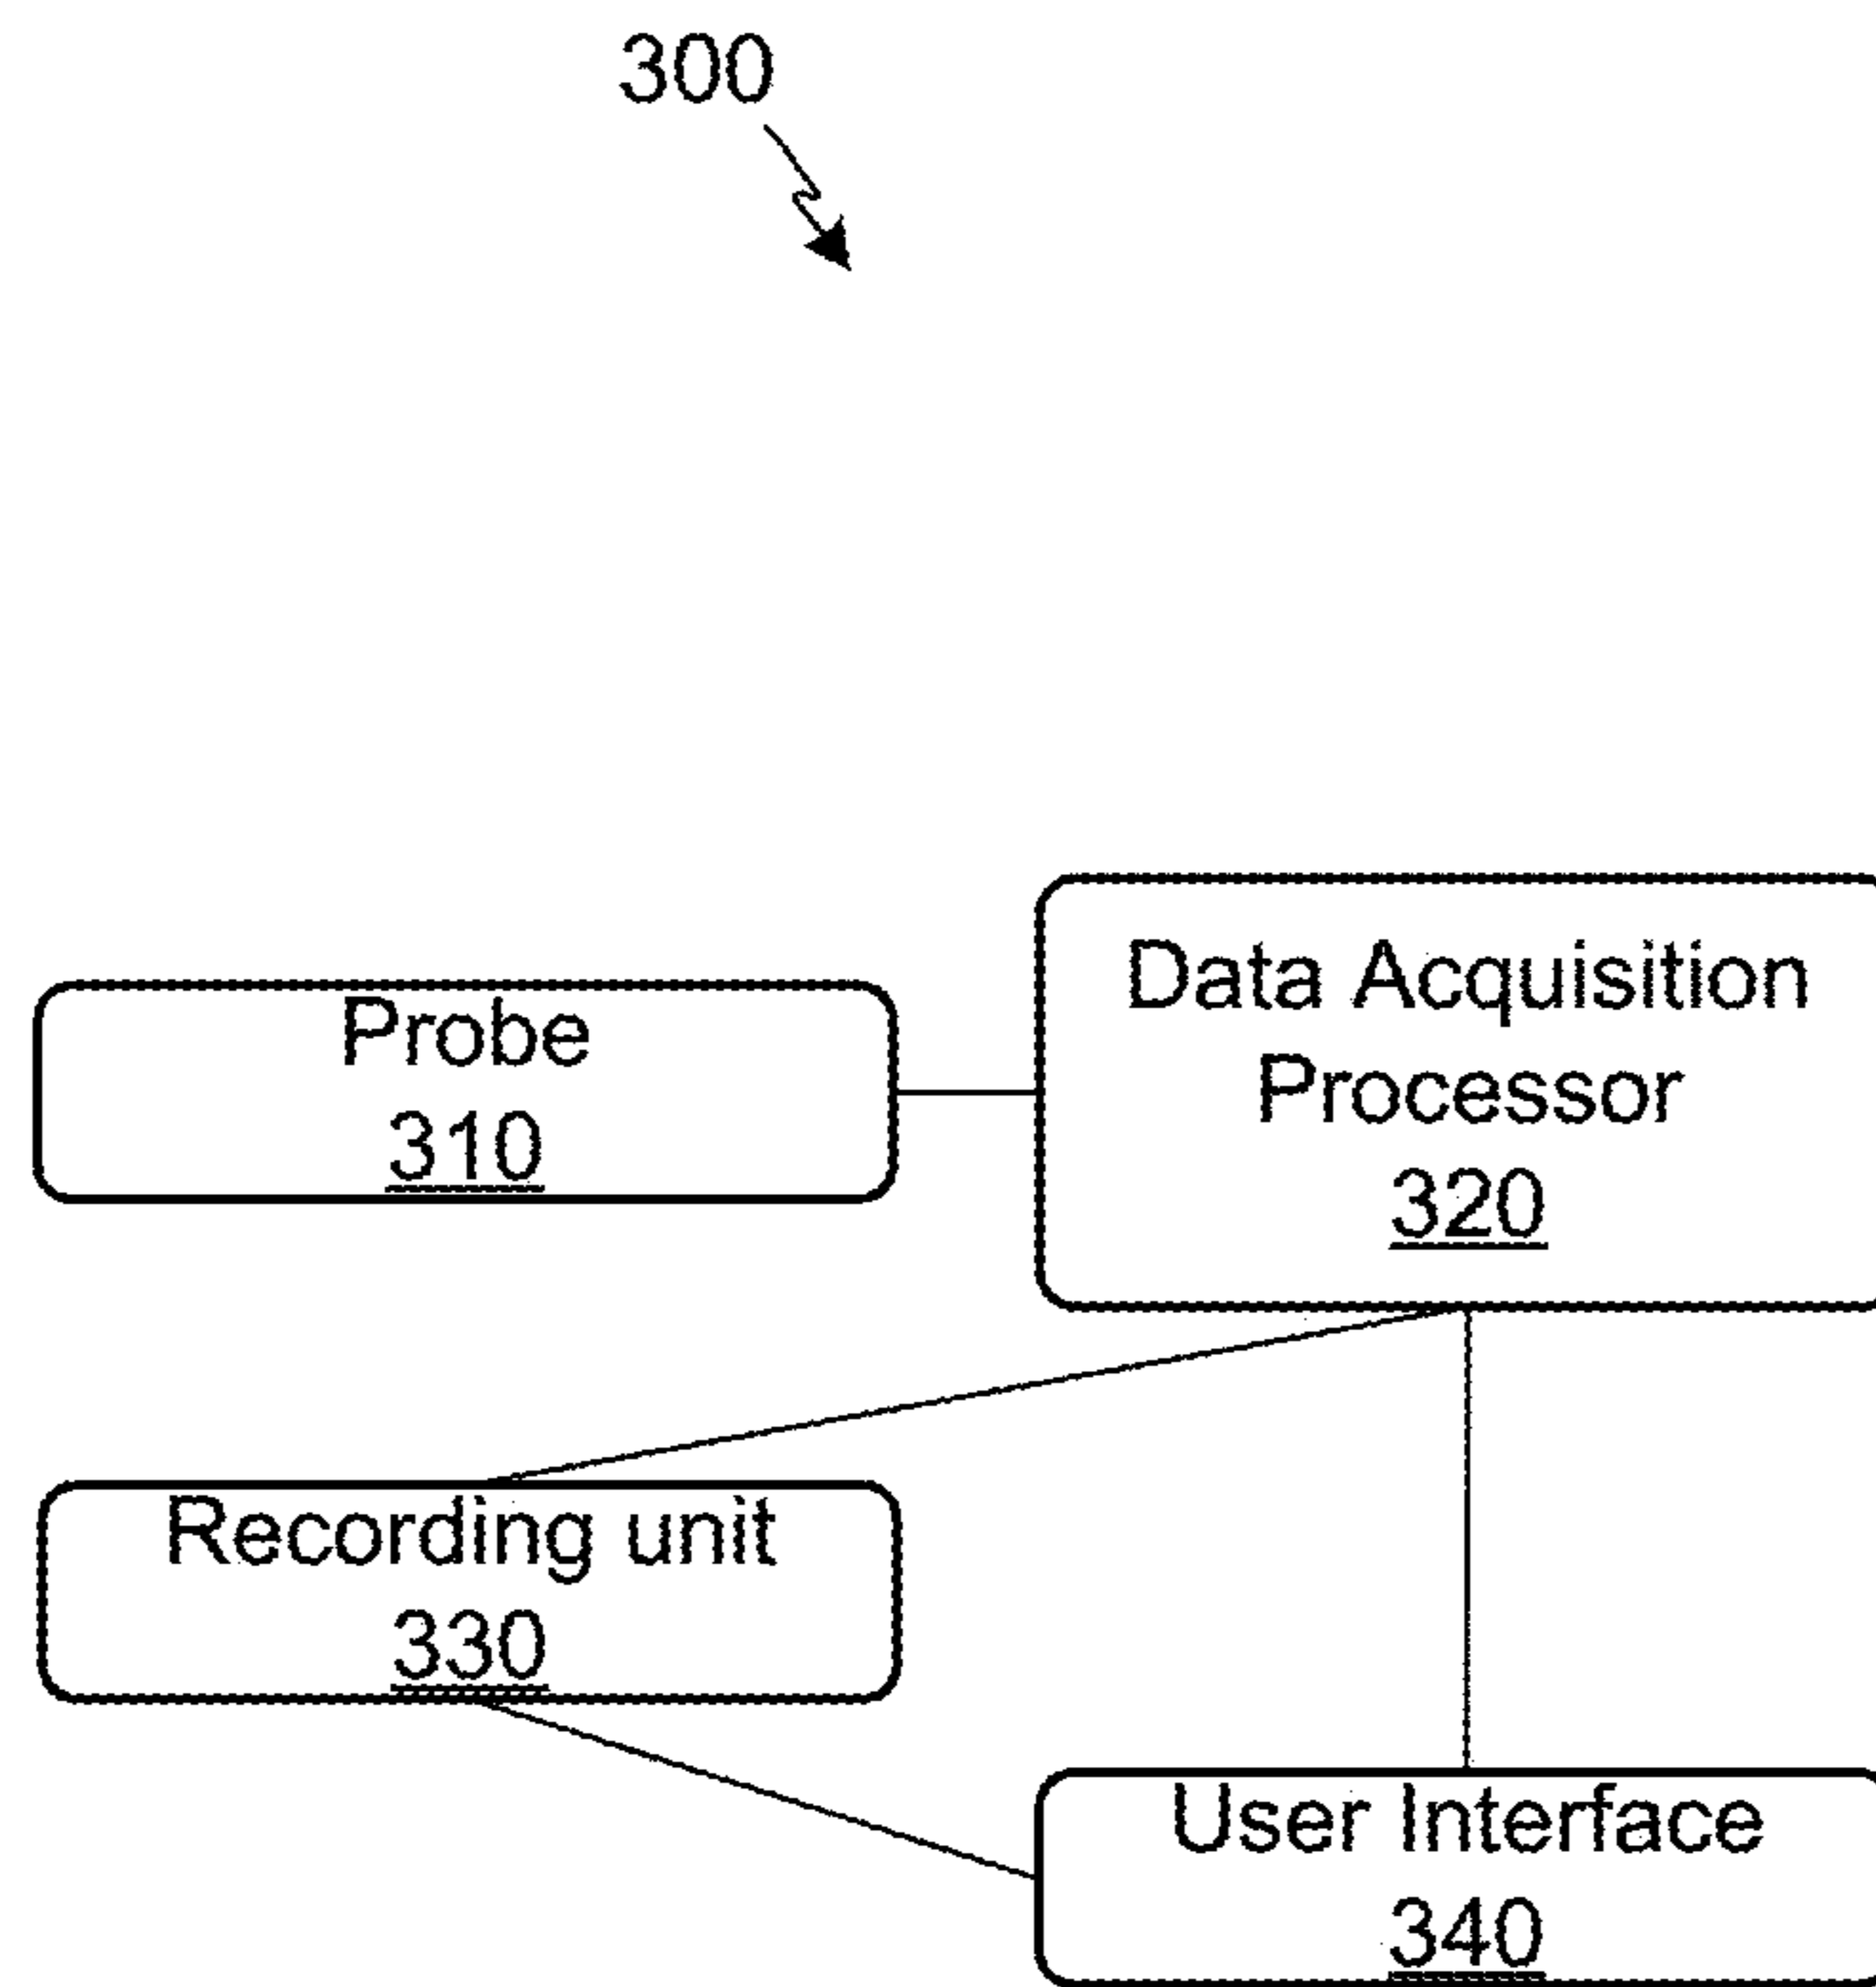 300
Probe
310
Data Acquisition
Processor
320
Recording unit
330
User Interface
340